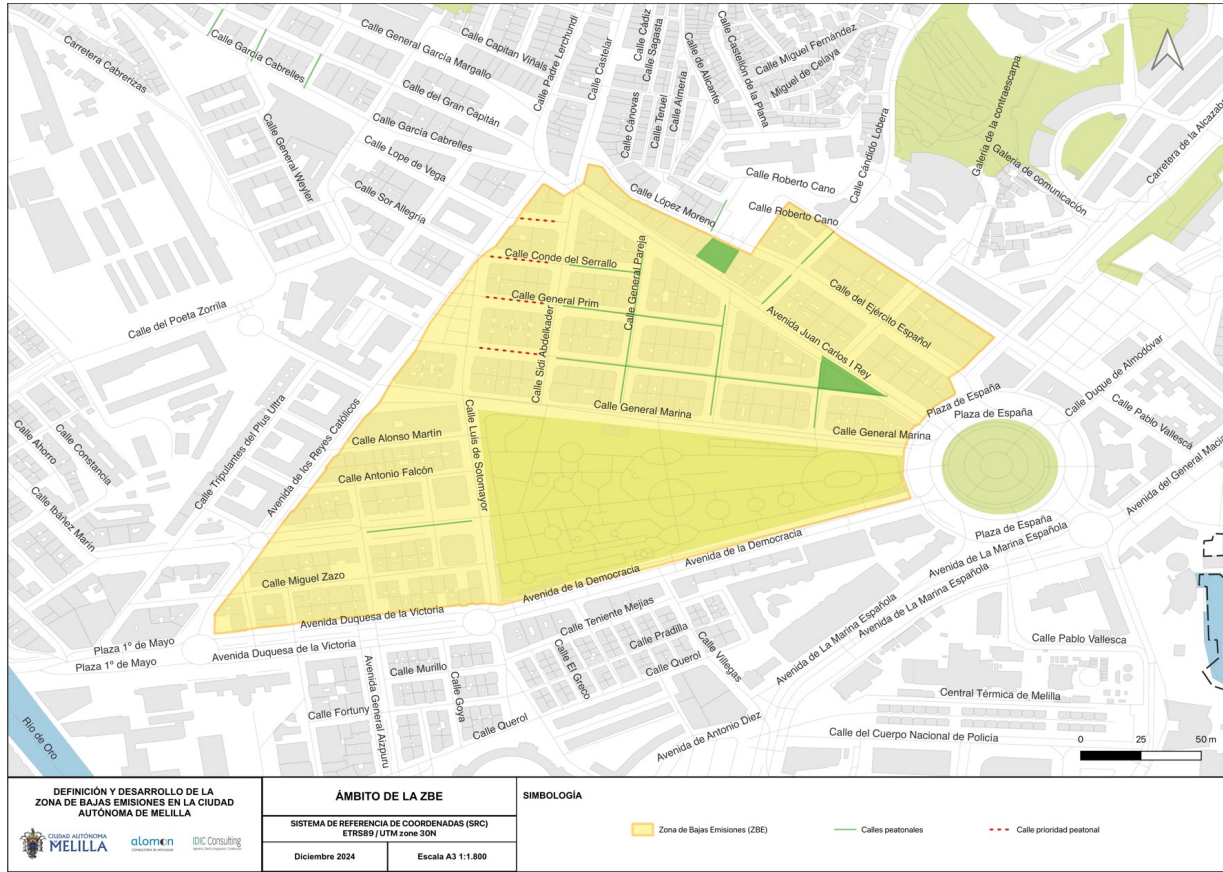 Carretera Cabrerizas
Calle García Cabrelles
Calle General García Margallo
Calle Capitan Viñals
Calle Padre Lerchundi
Calle Castelar
Calle Cádiz
Calle Sagasta
Calle de Alicante
Calle Castellón de la Plana
Calle Miguel Fernández
Miguel de Celaya
Calle del Gran Capitán
Calle García Cabrelles
Calle Lope de Vega
Calle Sor Alegría
Calle General Weyler
Calle Cánovas
Calle Teruel
Calle Almería
Calle Cándido Lobera
Galería de la contraescarpa
Galería de comunicación
Carretera de la Alcazaba
Calle Roberto Cano
Calle López Moreno
Calle Roberto Cano
Calle Conde del Serrallo
Calle General Pareja
Calle General Prim
Calle Sidi Abdelkader
Calle del Ejército Español
Avenida Juan Carlos I Rey
Calle del Poeta Zorrila
Calle Tripulantes del Plus Ultra
Avenida de los Reyes Católicos
Calle Ahorro
Calle Constancia
Calle Ibáñez Marín
Calle General Marina
Calle General Marina
Calle Luis de Sotomayor
Calle Alonso Martín
Calle Antonio Falcón
Calle Miguel Zazo
Plaza de España
Plaza de España
Plaza de España
Calle Duque de Almodóvar
Calle Pablo Vallescá
Avenida del General Macía
Avenida de la Democracia
Avenida de la Democracia
Avenida de La Marina Española
Avenida de La Marina Española
Avenida de La Marina Española
Avenida de La Marina Española
Avenida Duquesa de la Victoria
Avenida Duquesa de la Victoria
Plaza 1º de Mayo
Plaza 1º de Mayo
Calle Teniente Mejias
Calle Pradilla
Calle Querol
Calle Villegas
Calle El Greco
Calle Murillo
Calle Goya
Calle Fortuny
Avenida General Aizpuru
Calle Querol
Avenida de Antonio Diez
Calle Pablo Vallesca
Central Térmica de Melilla
Calle del Cuerpo Nacional de Policía
Río de Oro
0 25 50 m
DEFINICIÓN Y DESARROLLO DE LA
ZONA DE BAJAS EMISIONES EN LA CIUDAD
AUTÓNOMA DE MELILLA
CIUDAD AUTÓNOMA
MELILLA
alomon
IDIC Consulting
ÁMBITO DE LA ZBE
SISTEMA DE REFERENCIA DE COORDENADAS (SRC)
ETRS89 / UTM zone 30N
Diciembre 2024
Escala A3 1:1.800
SIMBOLOGÍA
Zona de Bajas Emisiones (ZBE)
Calles peatonales
Calle prioridad peatonal